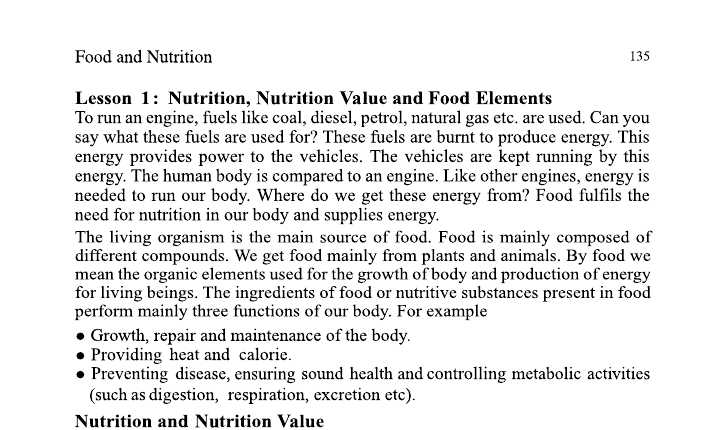 Food and Nutrition
135
Lesson 1: Nutrition, Nutrition Value and Food Elements
To run an engine, fuels like coal, diesel, petrol, natural gas etc. are used. Can you
say what these fuels are used for? These fuels are burnt to produce energy. This
energy provides power to the vehicles. The vehicles are kept running by this
energy. The human body is compared to an engine. Like other engines, energy is
needed to run our body. Where do we get these energy from? Food fulfils the
need for nutrition in our body and supplies energy.
The living organism is the main source of food. Food is mainly composed of
different compounds. We get food mainly from plants and animals. By food we
mean the organic elements used for the growth of body and production of energy
for living beings. The ingredients of food or nutritive substances present in food
perform mainly three functions of our body. For example
● Growth, repair and maintenance of the body.
● Providing heat and calorie.
● Preventing disease, ensuring sound health and controlling metabolic activities
(such as digestion, respiration, excretion etc).
Nutrition and Nutrition Value